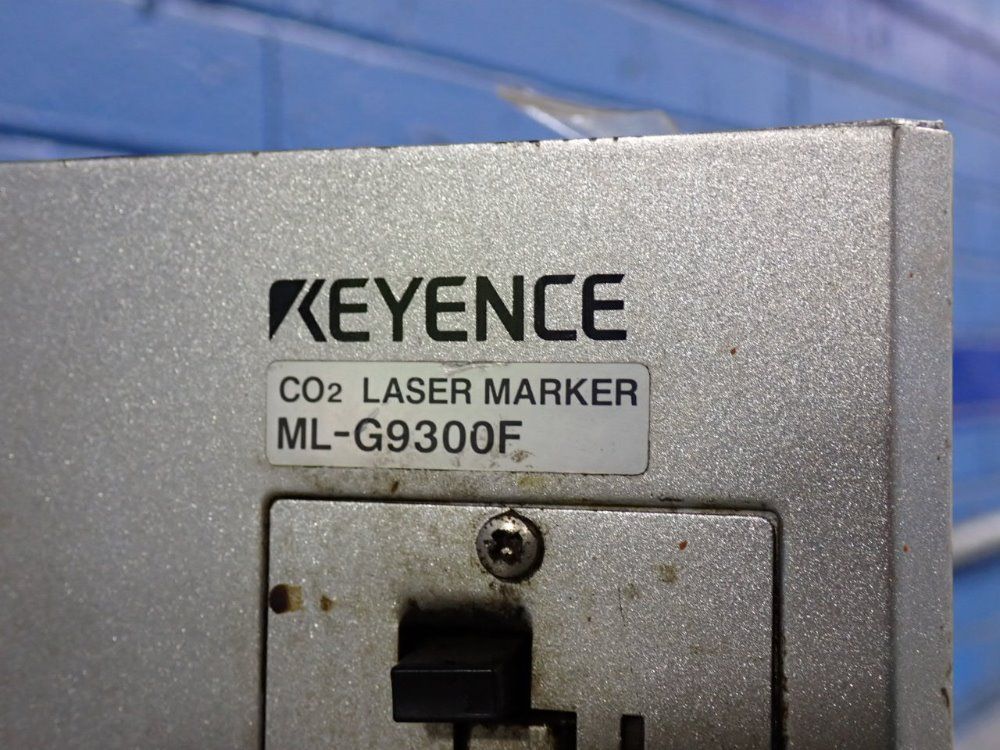 KEYENCE
CO2 LASER MARKER
ML-G9300F